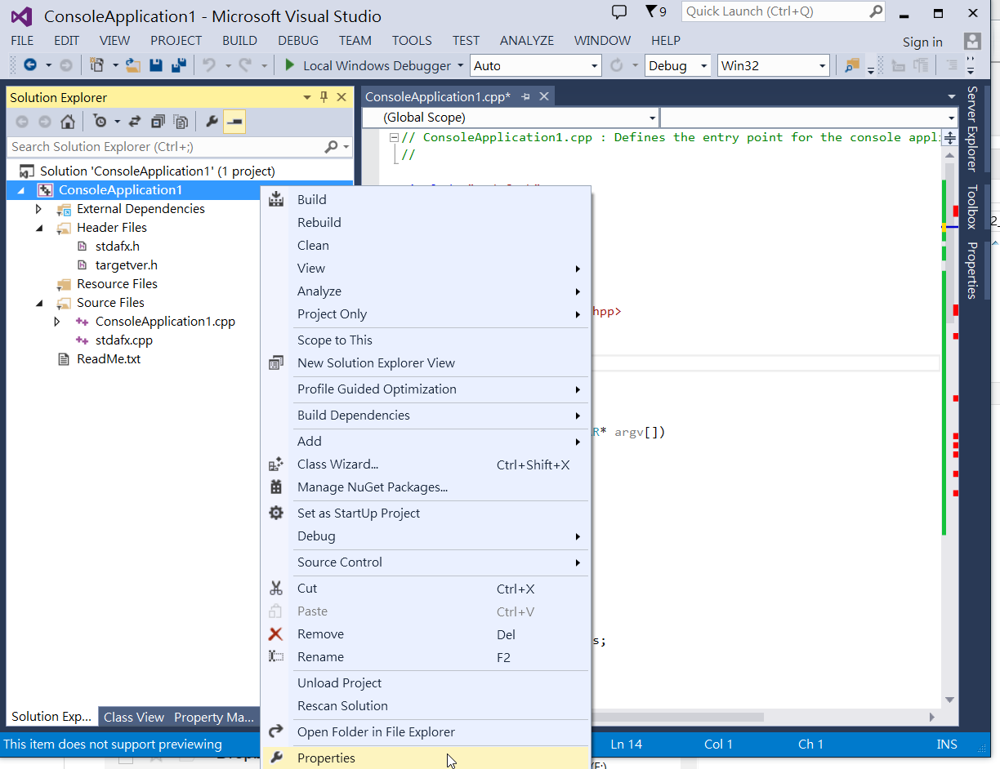 ConsoleApplication1 - Microsoft Visual Studio
9
Quick Launch (Ctrl+Q)
FILE EDIT VIEW PROJECT BUILD DEBUG TEAM TOOLS TEST ANALYZE WINDOW HELP
Sign in
Local Windows Debugger Auto Debug Win32
Solution Explorer
Search Solution Explorer (Ctrl+;)
Solution 'ConsoleApplication1' (1 project)
ConsoleApplication1
External Dependencies
Header Files
stdafx.h
targetver.h
Resource Files
Source Files
ConsoleApplication1.cpp
stdafx.cpp
ReadMe.txt
Solution Exp... Class View Property Ma...
Build
Rebuild
Clean
View
Analyze
Project Only
Scope to This
New Solution Explorer View
Profile Guided Optimization
Build Dependencies
Add
Class Wizard... Ctrl+Shift+X
Manage NuGet Packages...
Set as StartUp Project
Debug
Source Control
Cut Ctrl+X
Paste Ctrl+V
Remove Del
Rename F2
Unload Project
Rescan Solution
Open Folder in File Explorer
Properties
ConsoleApplication1.cpp*
(Global Scope)
// ConsoleApplication1.cpp : Defines the entry point for the console appl
//
hpp>
R* argv[])
s;
Server Explorer
Toolbox
Properties
This item does not support previewing
Ln 14 Col 1 Ch 1 INS